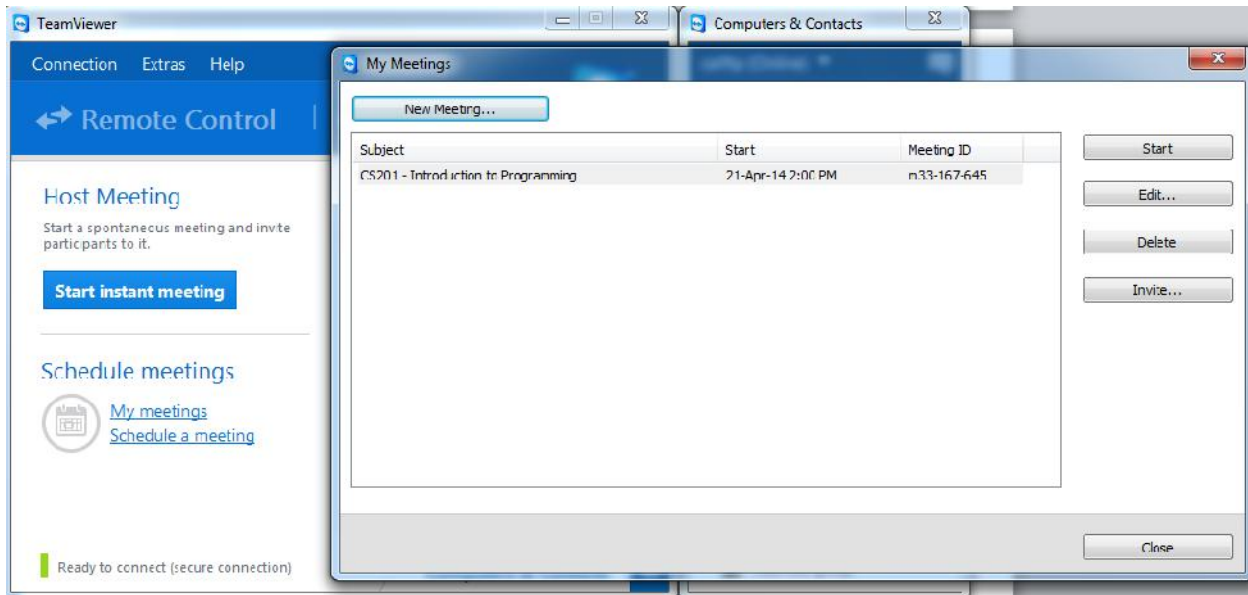 TeamViewer
Computers & Contacts
Connection Extras Help
My Meetings
Remote Control
New Meeting...
Subject Start Meeting ID
CS201 - Introduction to Programming 21-Apr-14 2:00 PM m33-167-645
Start
Edit...
Delete
Invite...
Close
Host Meeting
Start a spontaneous meeting and invite
participants to it.
Start instant meeting
Schedule meetings
My meetings
Schedule a meeting
Ready to connect (secure connection)